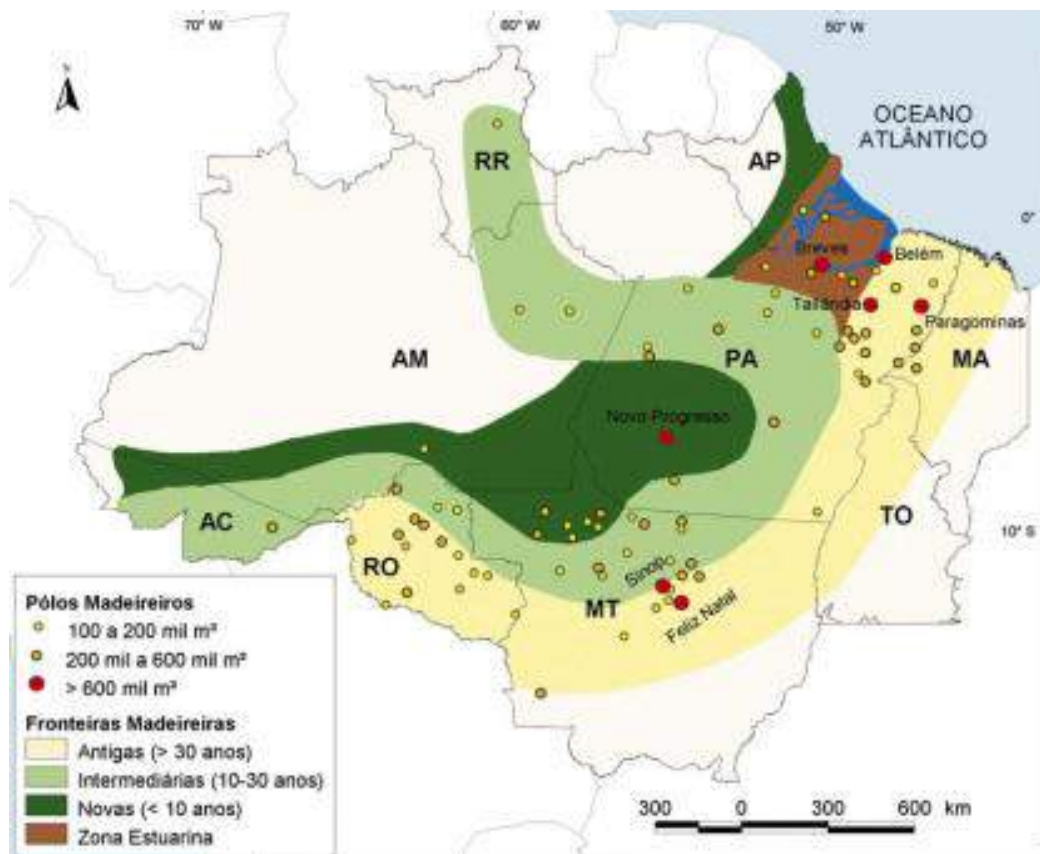 70° W
60° W
50° W
N
OCEANO
ATLÂNTICO
RR
AP
0°
Breves
Belém
Tailândia
Paragominas
AM
PA
MA
Novo Progresso
AC
TO
10° S
RO
Sinop
MT
Feliz Natal
Pólos Madeireiros
100 a 200 mil m³
200 mil a 600 mil m³
> 600 mil m³
Fronteiras Madeireiras
Antigas (> 30 anos)
Intermediárias (10-30 anos)
Novas (< 10 anos)
Zona Estuarina
300 0 300 600 km